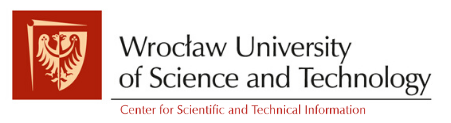 Wrocław University
of Science and Technology
Center for Scientific and Technical Information